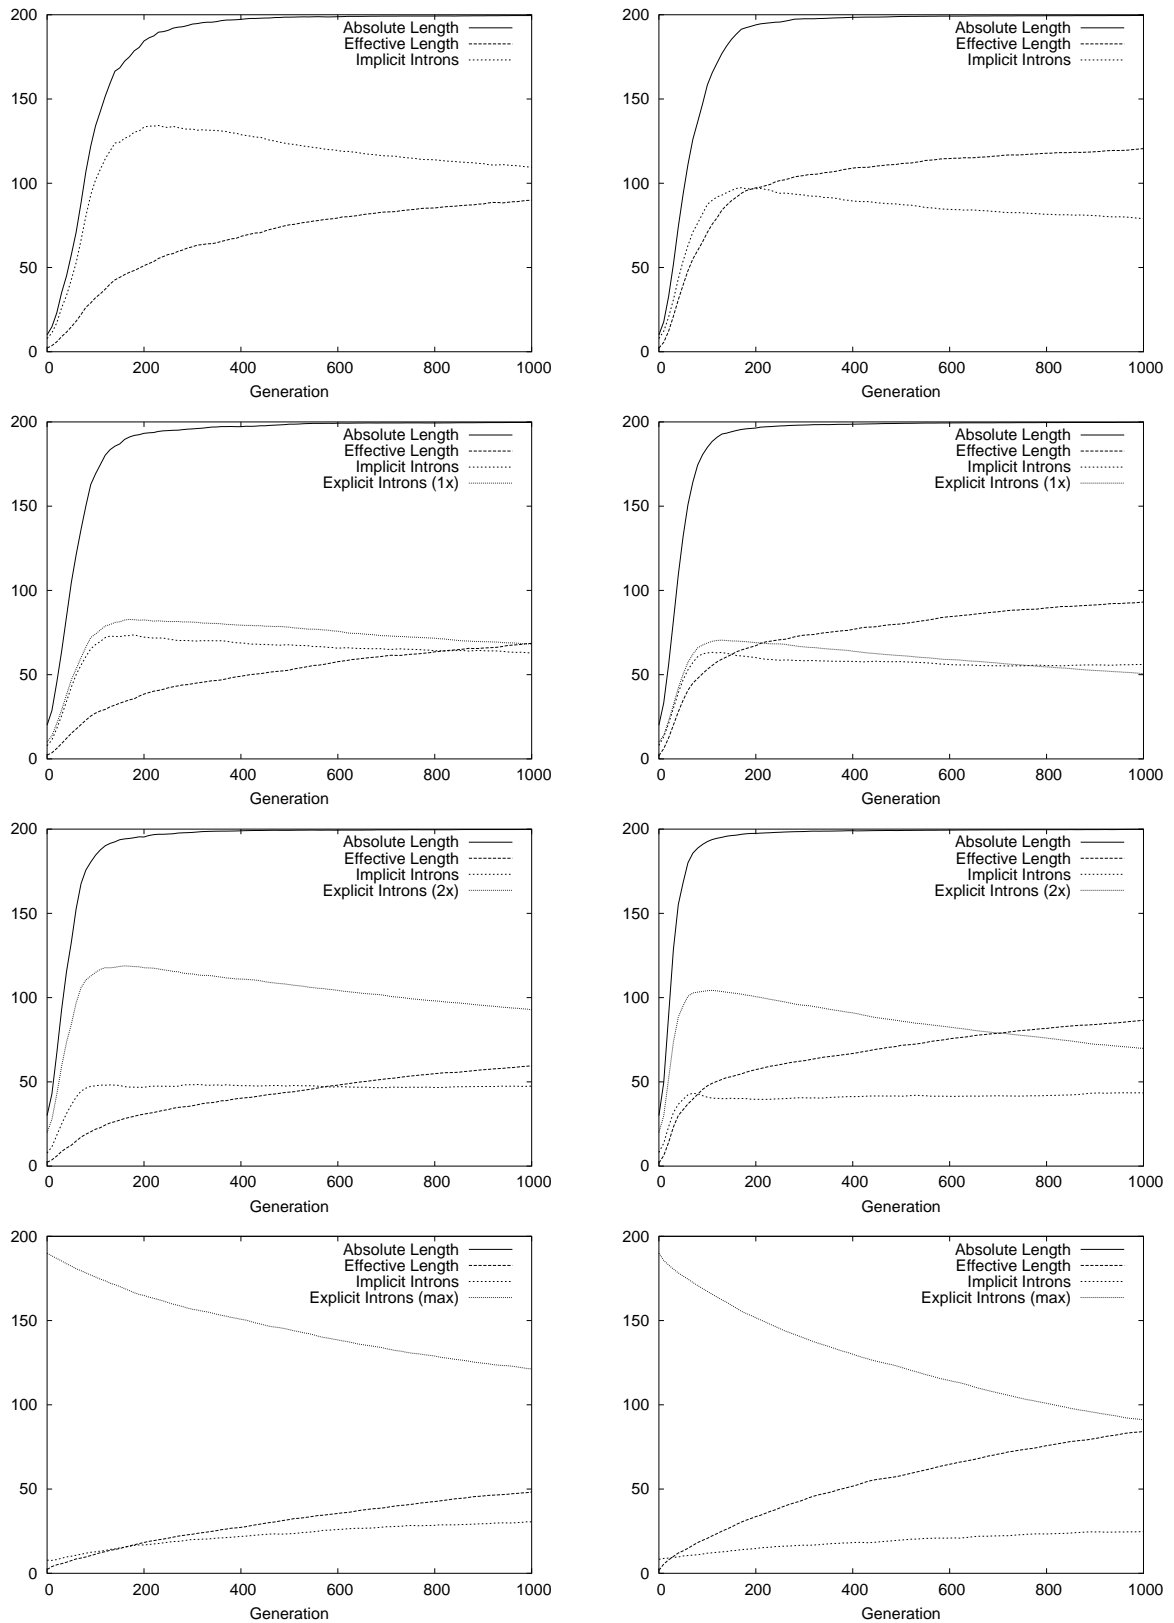 200
150
100
50
0
Absolute Length
Effective Length
Implicit Introns
0 200 400 600 800 1000
Generation
200
150
100
50
0
Absolute Length
Effective Length
Implicit Introns
0 200 400 600 800 1000
Generation
200
150
100
50
0
Absolute Length
Effective Length
Implicit Introns
Explicit Introns (1x)
0 200 400 600 800 1000
Generation
200
150
100
50
0
Absolute Length
Effective Length
Implicit Introns
Explicit Introns (1x)
0 200 400 600 800 1000
Generation
200
150
100
50
0
Absolute Length
Effective Length
Implicit Introns
Explicit Introns (2x)
0 200 400 600 800 1000
Generation
200
150
100
50
0
Absolute Length
Effective Length
Implicit Introns
Explicit Introns (2x)
0 200 400 600 800 1000
Generation
200
150
100
50
0
Absolute Length
Effective Length
Implicit Introns
Explicit Introns (max)
0 200 400 600 800 1000
Generation
200
150
100
50
0
Absolute Length
Effective Length
Implicit Introns
Explicit Introns (max)
0 200 400 600 800 1000
Generation